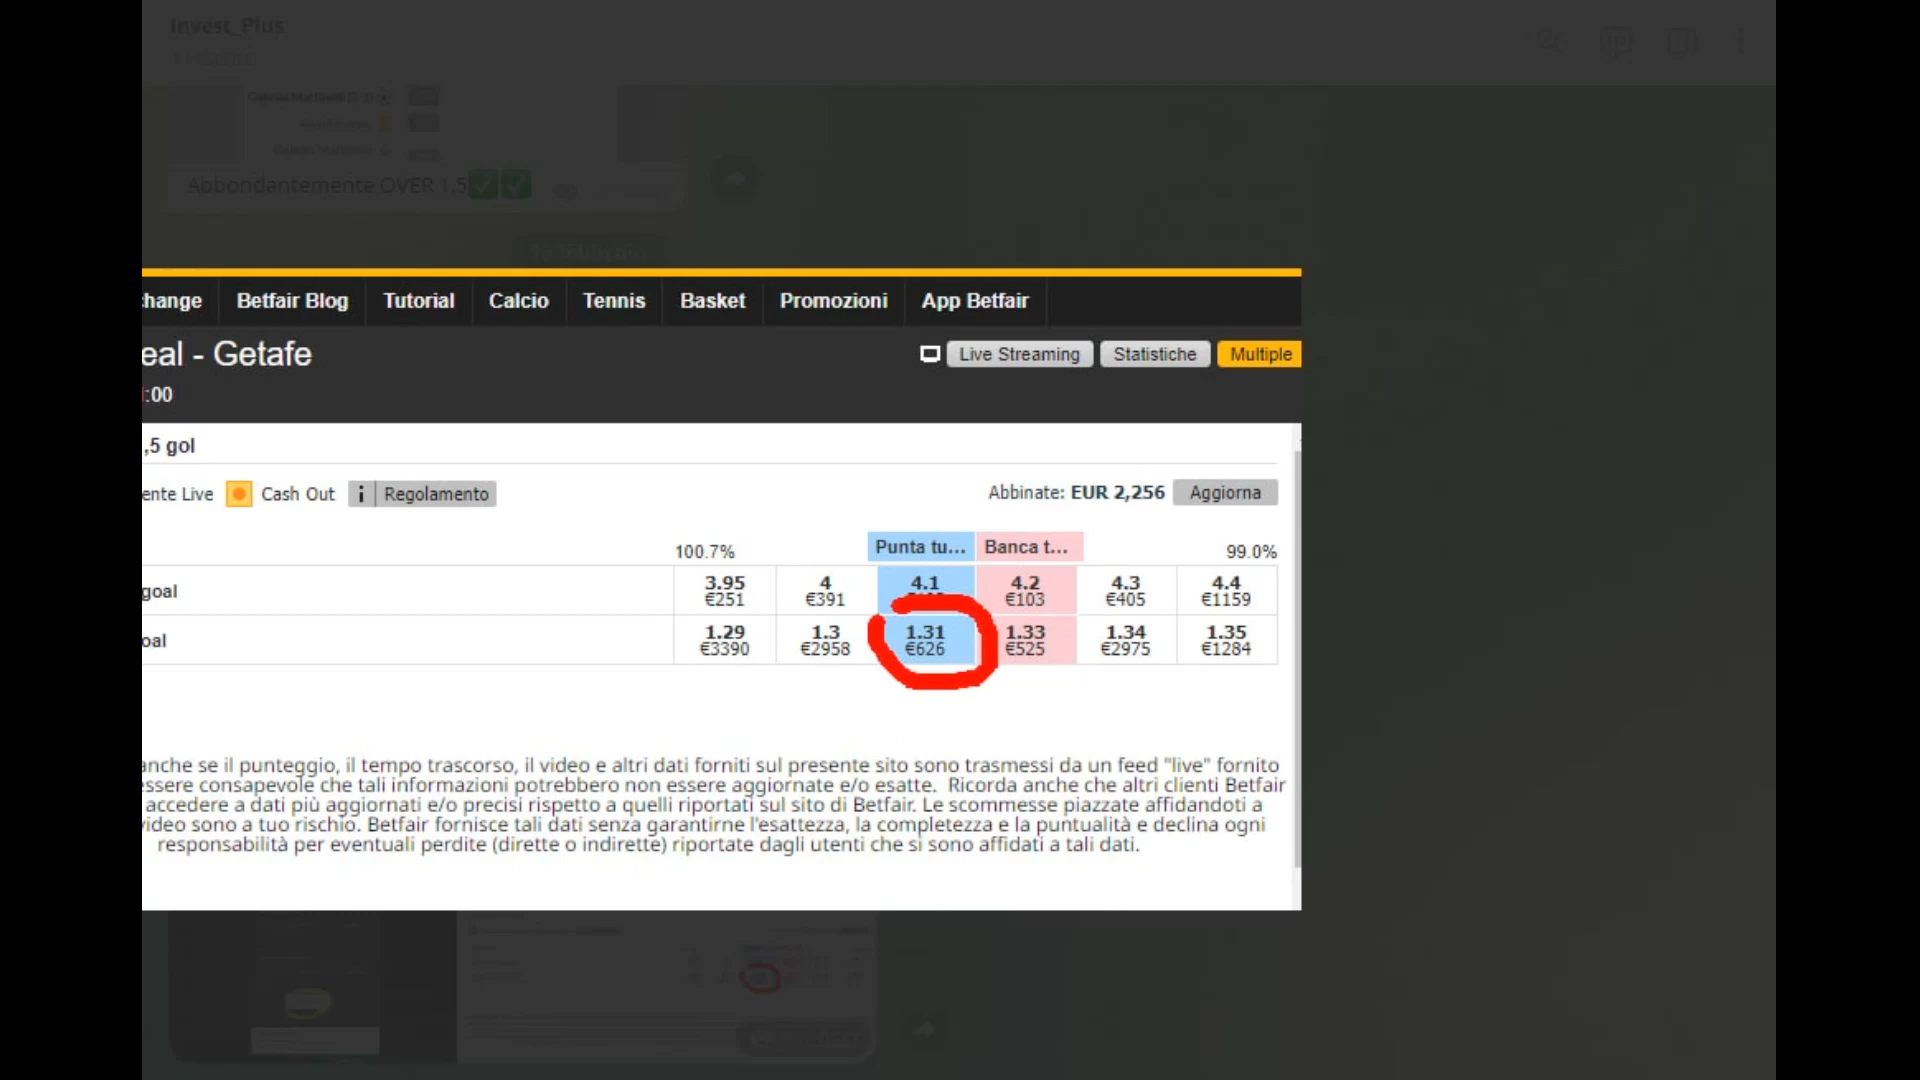 Invest_Plus
Abbondantemente OVER 1.5
change Betfair Blog Tutorial Calcio Tennis Basket Promozioni App Betfair
eal - Getafe
Live Streaming Statistiche Multiple
:00
,5 gol
ente Live Cash Out i Regolamento
Abbinate: EUR 2,256 Aggiorna
100.7% Punta tu... Banca t... 99.0%
goal 3.95 4 4.1 4.2 4.3 4.4
€251 €391 €103 €405 €1159
oal 1.29 1.3 1.31 1.33 1.34 1.35
€3390 €2958 €626 €525 €2975 €1284
anche se il punteggio, il tempo trascorso, il video e altri dati forniti sul presente sito sono trasmessi da un feed "live" fornito
essere consapevole che tali informazioni potrebbero non essere aggiornate e/o esatte. Ricorda anche che altri clienti Betfair
accedere a dati più aggiornati e/o precisi rispetto a quelli riportati sul sito di Betfair. Le scommesse piazzate affidandoti a
video sono a tuo rischio. Betfair fornisce tali dati senza garantirne l'esattezza, la completezza e la puntualità e declina ogni
responsabilità per eventuali perdite (dirette o indirette) riportate dagli utenti che si sono affidati a tali dati.